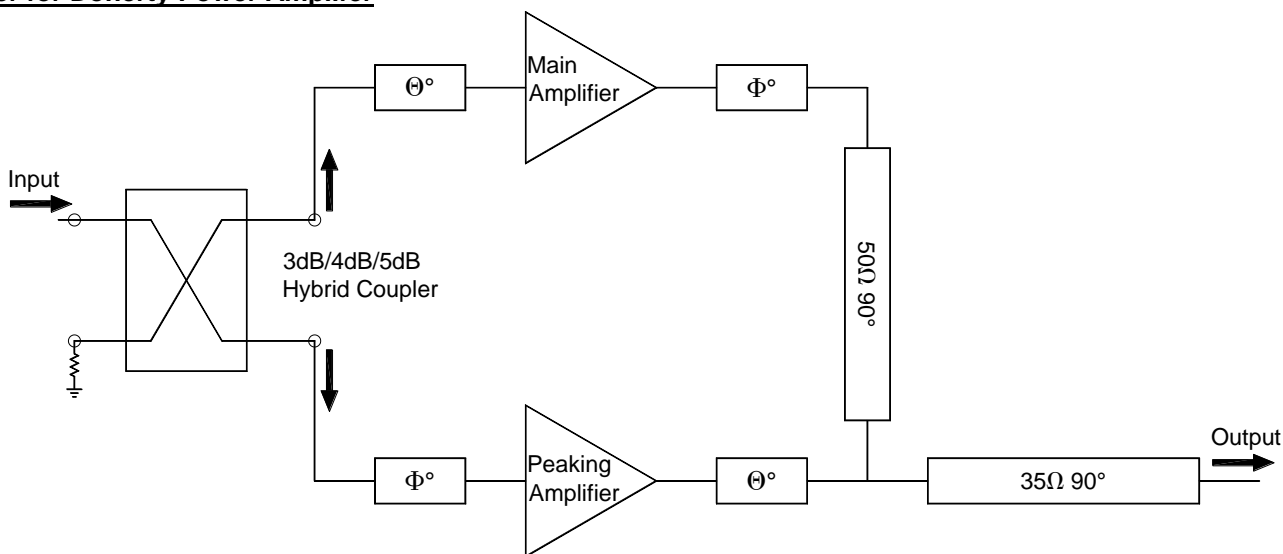 Input
3dB/4dB/5dB
Hybrid Coupler
Θ°
Main
Amplifier
Φ°
50Ω 90°
Φ°
Peaking
Amplifier
Θ°
35Ω 90°
Output